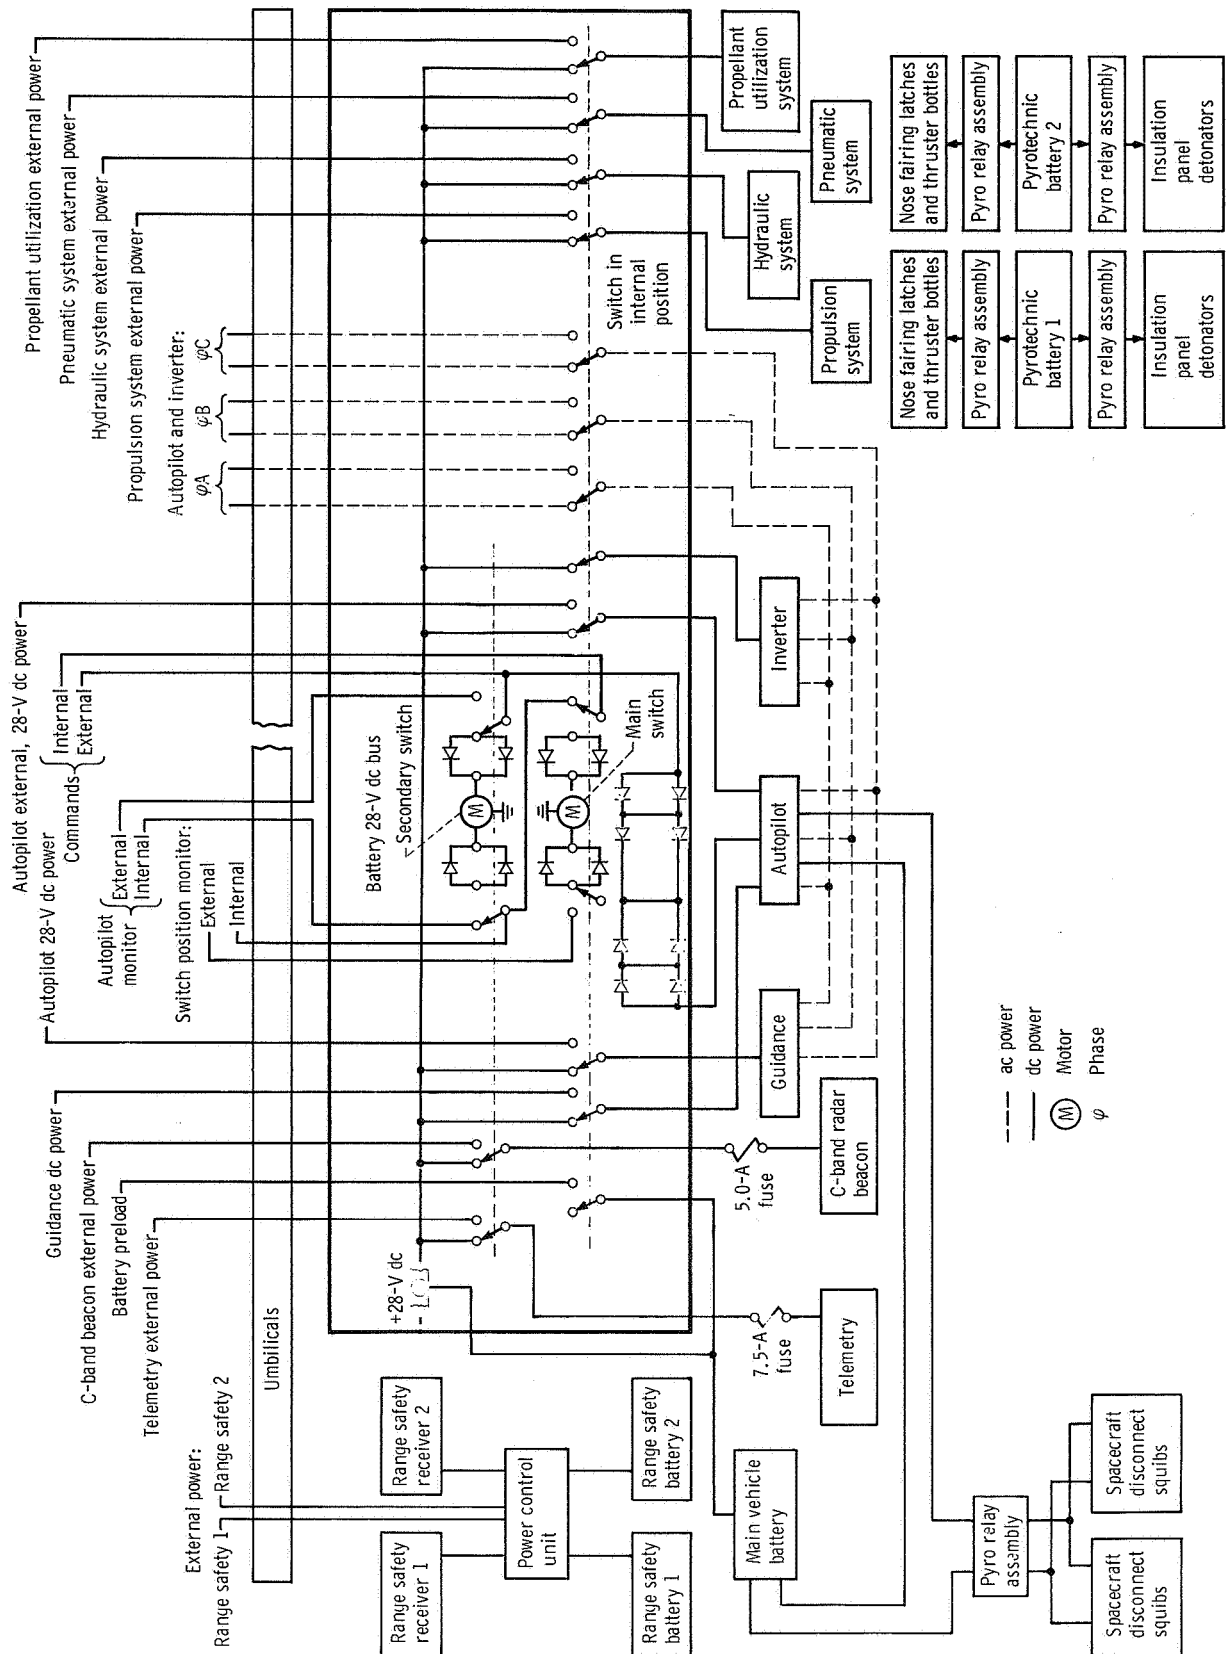 Propellant utilization external power
Pneumatic system external power
Hydraulic system external power
Propulsion system external power
Autopilot and inverter:
φA
φB
φC
Autopilot external, 28-V dc power
Commands
Internal
External
Autopilot 28-V dc power
Autopilot
monitor
External
Internal
Switch position monitor:
External
Internal
Guidance dc power
C-band beacon external power
Battery preload
Telemetry external power
External power:
Range safety 1
Range safety 2
Umbilicals
+28-V dc
Battery 28-V dc bus
Secondary switch
M
M
Main
switch
Switch in
internal
position
Range safety
receiver 1
Range safety
receiver 2
Power control
unit
Range safety
battery 1
Range safety
battery 2
Main vehicle
battery
7.5-A
fuse
Telemetry
5.0-A
fuse
C-band radar
beacon
Guidance
Autopilot
Inverter
Propulsion
system
Hydraulic
system
Pneumatic
system
Propellant
utilization
system
Pyro relay
assembly
Spacecraft
disconnect
squibs
Spacecraft
disconnect
squibs
ac power
dc power
M
Motor
φ
Phase
Nose fairing latches
and thruster bottles
Pyro relay assembly
Pyrotechnic
battery 1
Pyro relay assembly
Insulation
panel
detonators
Nose fairing latches
and thruster bottles
Pyro relay assembly
Pyrotechnic
battery 2
Pyro relay assembly
Insulation
panel
detonators